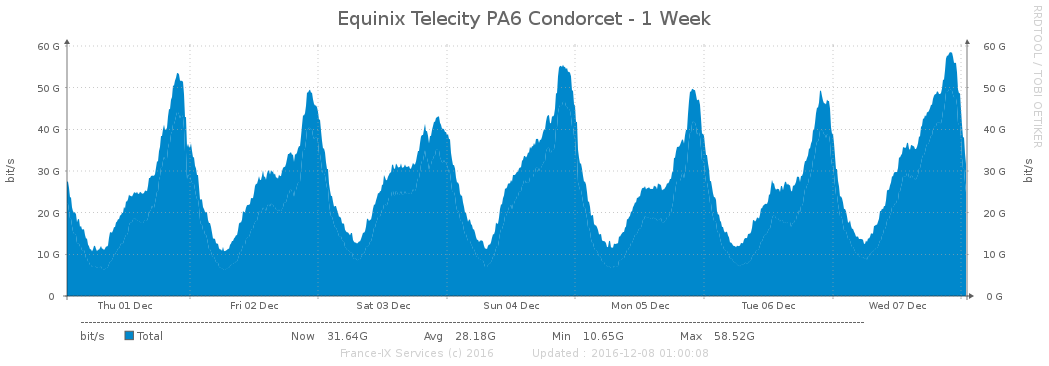 Equinix Telecity PA6 Condorcet - 1 Week
RRDTOOL / TOBI OETIKER
bit/s
60 G 60 G
50 G 50 G
40 G 40 G
30 G 30 G
20 G 20 G
10 G 10 G
0 0 G
bit/s
Thu 01 Dec Fri 02 Dec Sat 03 Dec Sun 04 Dec Mon 05 Dec Tue 06 Dec Wed 07 Dec
bit/s Total Now 31.64G Avg 28.18G Min 10.65G Max 58.52G
France-IX Services (c) 2016 Updated : 2016-12-08 01:00:08